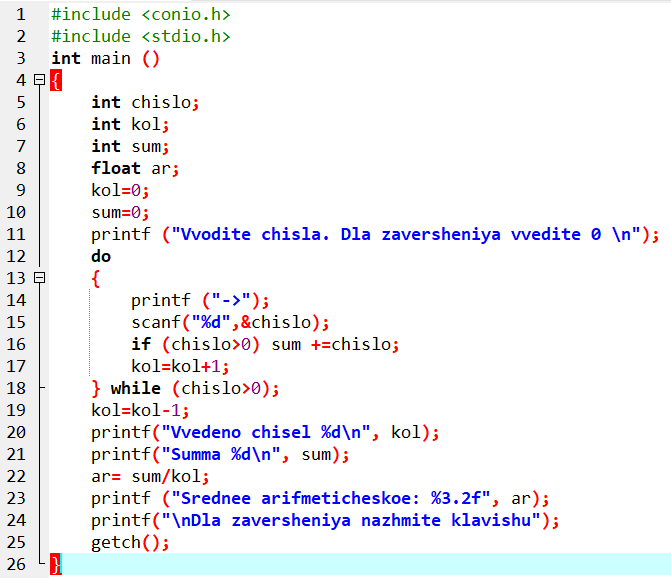 1 #include <conio.h>
2 #include <stdio.h>
3 int main ()
4 {
5 int chislo;
6 int kol;
7 int sum;
8 float ar;
9 kol=0;
10 sum=0;
11 printf ("Vvodite chisla. Dla zaversheniya vvedite 0 \n");
12 do
13 {
14 printf ("->");
15 scanf("%d",&chislo);
16 if (chislo>0) sum +=chislo;
17 kol=kol+1;
18 } while (chislo>0);
19 kol=kol-1;
20 printf("Vvedeno chisel %d\n", kol);
21 printf("Summa %d\n", sum);
22 ar= sum/kol;
23 printf ("Srednee arifmeticheskoe: %3.2f", ar);
24 printf("\nDla zaversheniya nazhmite klavishu");
25 getch();
26 }